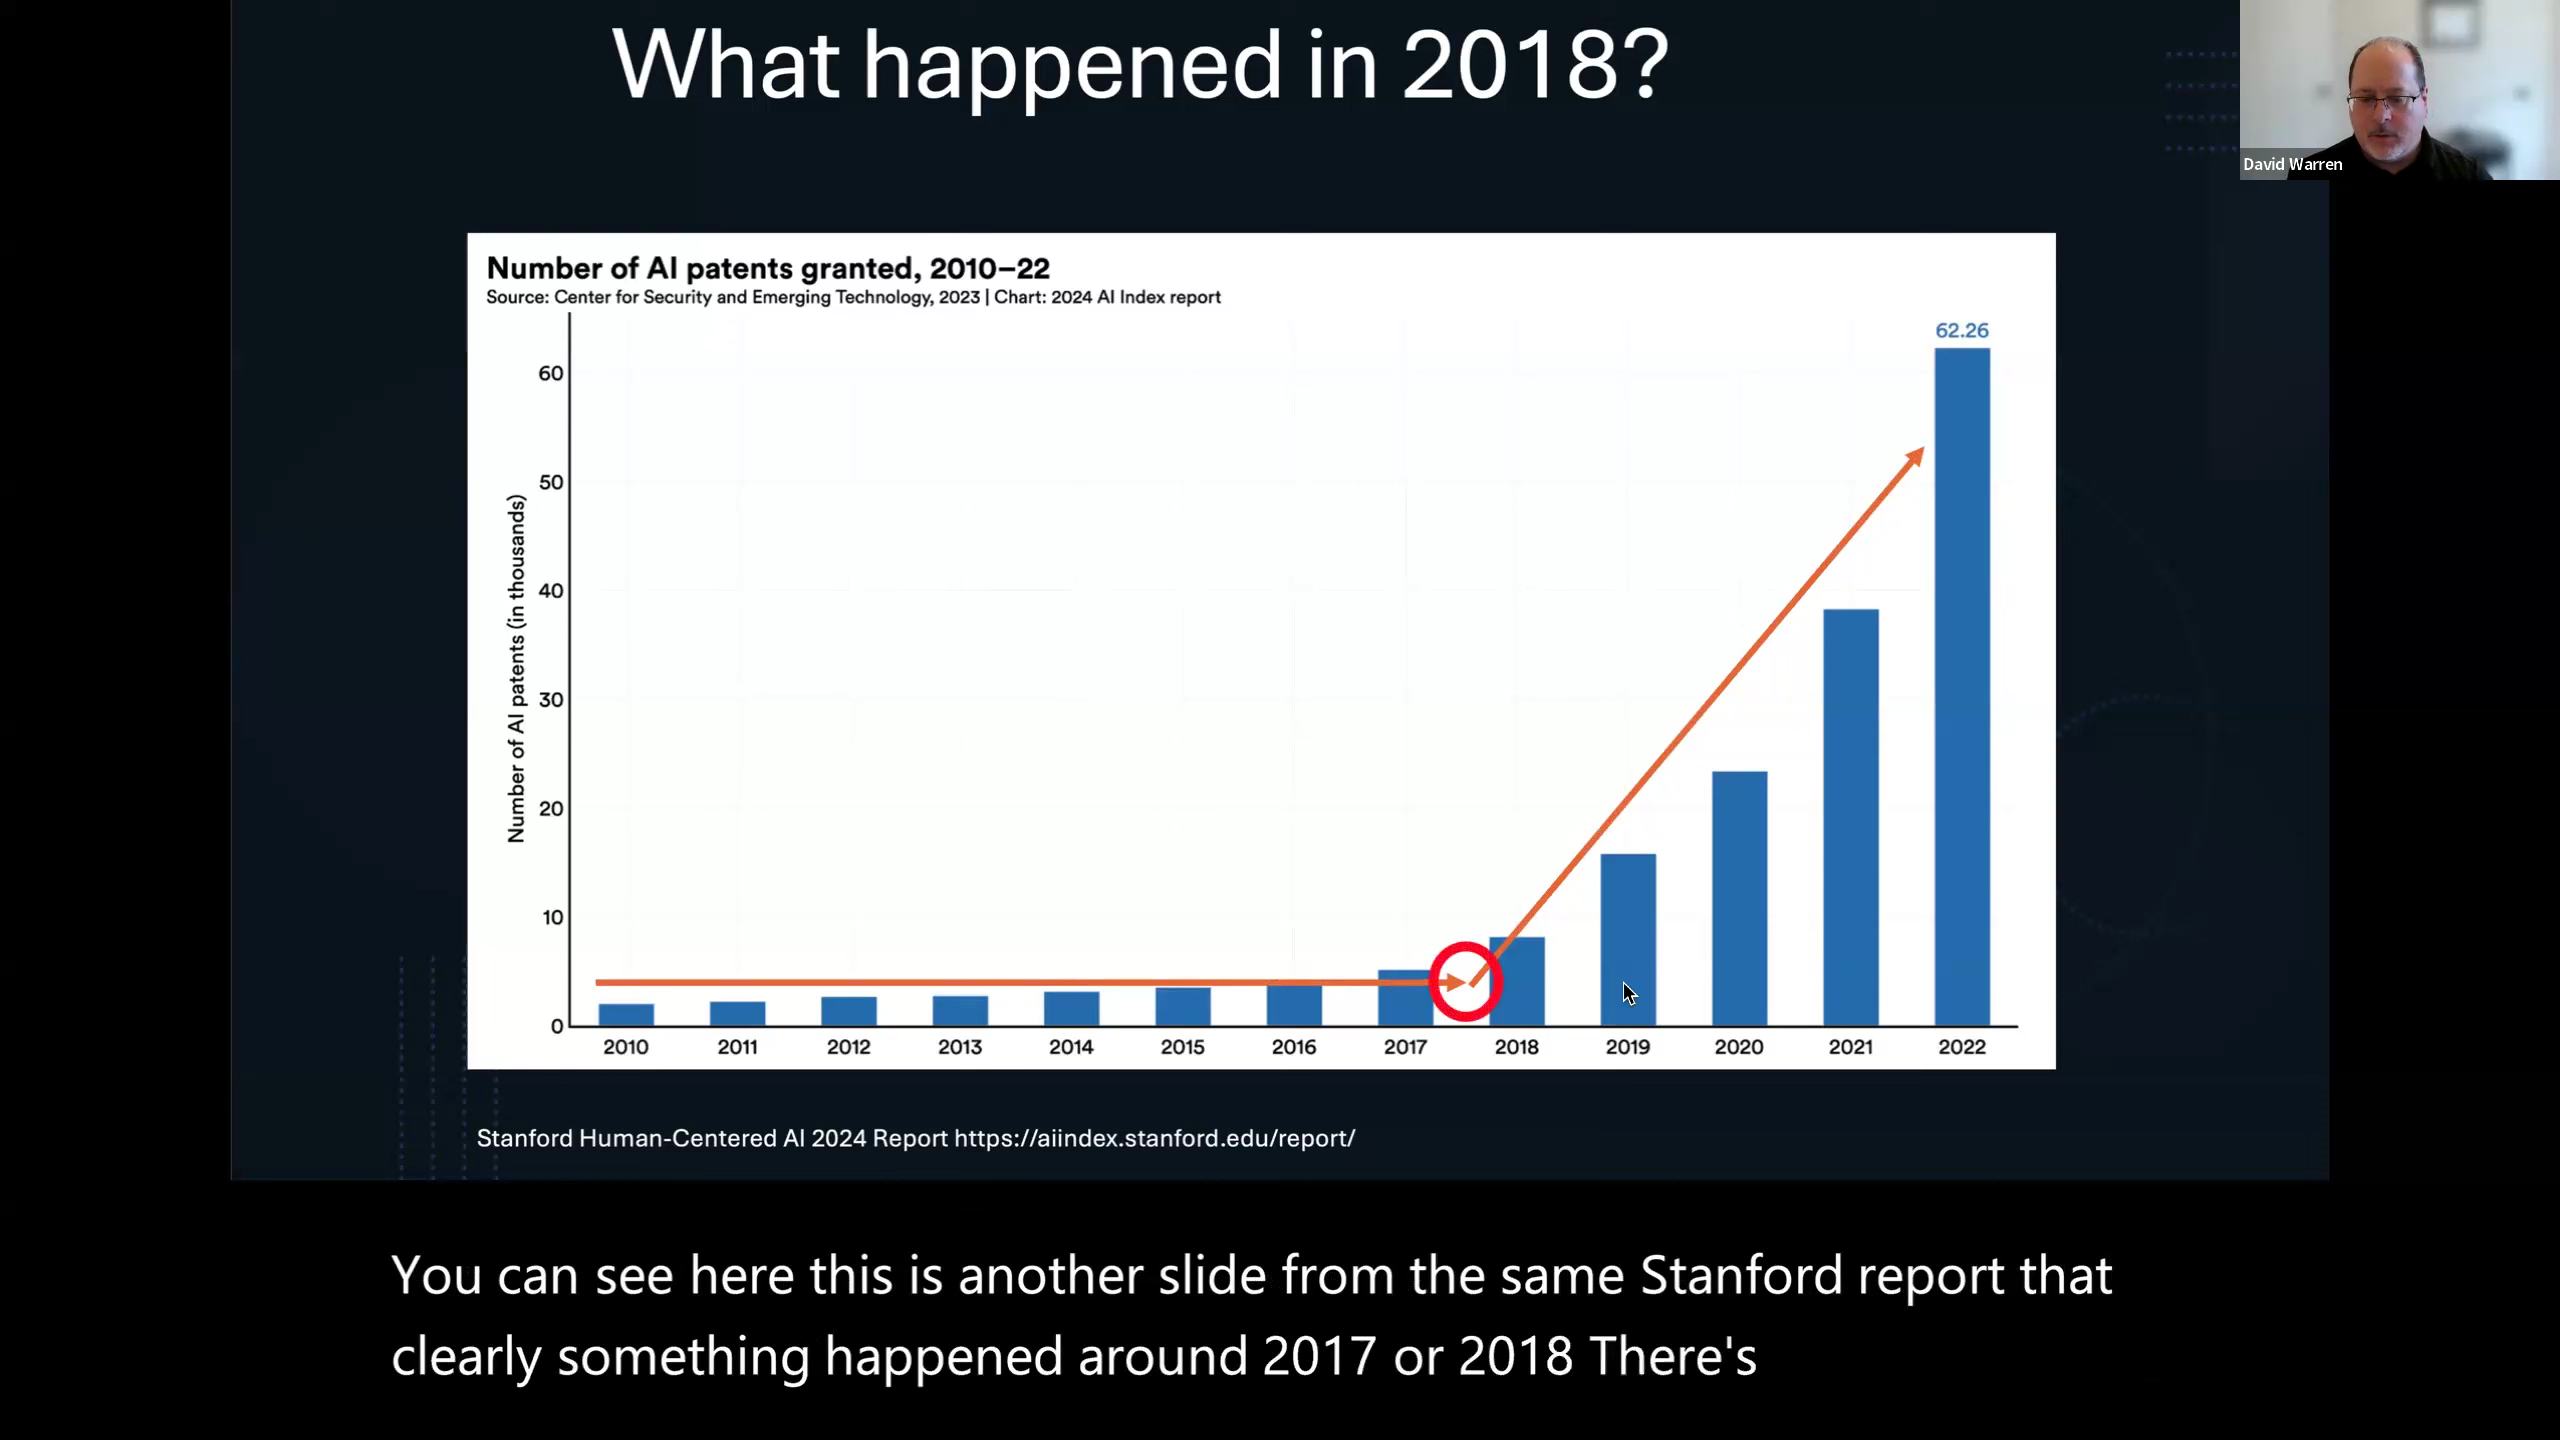 What happened in 2018?
David Warren
Number of AI patents granted, 2010–22
Source: Center for Security and Emerging Technology, 2023 | Chart: 2024 AI Index report
62.26
60
50
40
30
20
10
0
Number of AI patents (in thousands)
2010 2011 2012 2013 2014 2015 2016 2017 2018 2019 2020 2021 2022
Stanford Human-Centered AI 2024 Report https://aiindex.stanford.edu/report/
You can see here this is another slide from the same Stanford report that
clearly something happened around 2017 or 2018 There's